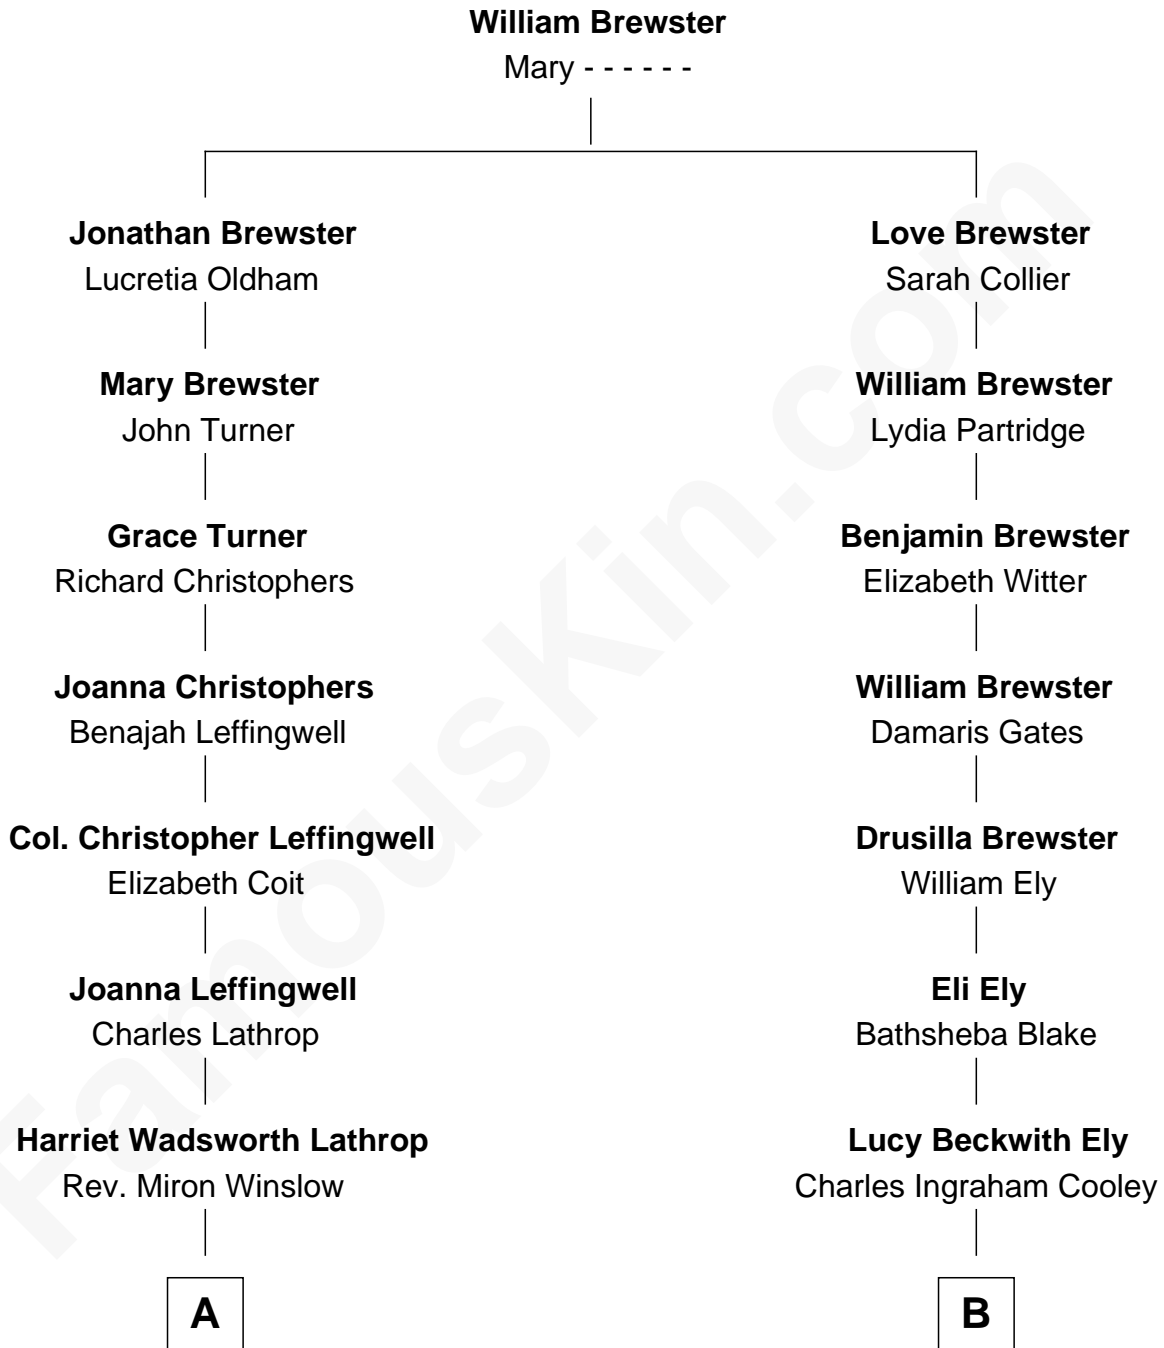 William Brewster
Mary - - - - - -
Jonathan Brewster
Lucretia Oldham
Love Brewster
Sarah Collier
Mary Brewster
John Turner
William Brewster
Lydia Partridge
Grace Turner
Richard Christophers
Benjamin Brewster
Elizabeth Witter
Joanna Christophers
Benajah Leffingwell
William Brewster
Damaris Gates
Col. Christopher Leffingwell
Elizabeth Coit
Drusilla Brewster
William Ely
Joanna Leffingwell
Charles Lathrop
Eli Ely
Bathsheba Blake
Harriet Wadsworth Lathrop
Rev. Miron Winslow
Lucy Beckwith Ely
Charles Ingraham Cooley
A
B
FamousKin.com